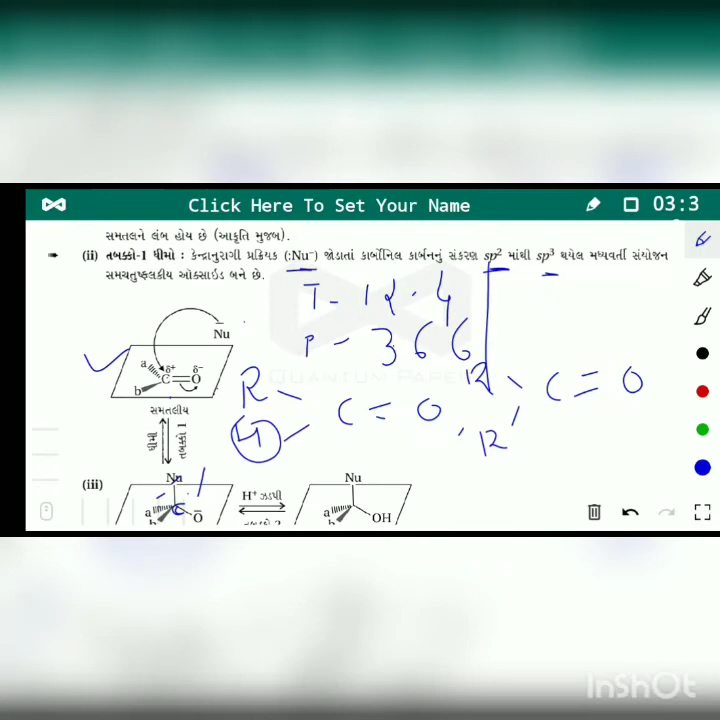 Click Here To Set Your Name
03:3
સમતલને લંબ હોય છે (આકૃતિ મુજબ).
(ii) તબક્કો-1 ધીમો : કેન્દ્રાનુરાગી પ્રક્રિયક (:Nu⁻) જોડાતાં કાર્બોનિલ કાર્બનનું સંકરણ sp² માંથી sp³ થયેલ મધ્યવર્તી સંયોજન
સમચતુષ્ફલકીય ઑક્સાઇડ બને છે.
T - 12.4
P - 366
Nu
a δ+ δ-
b C=O
R C=O
H
R C=O
R'
સમતલીય
ધીમો તબક્કો 1
QUANTUM PAPER
(iii) Nu
a
b Ō
H⁺ ઝડપી
Nu
a
b OH
InShOt